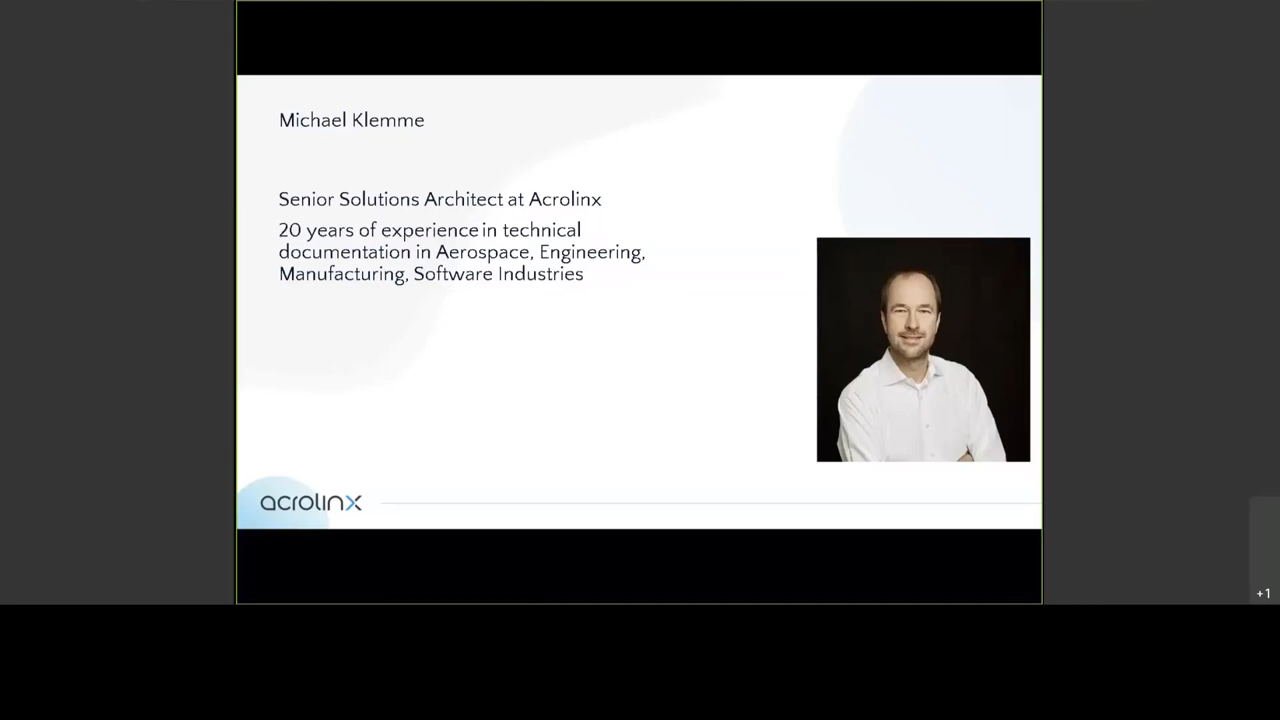 Michael Klemme
Senior Solutions Architect at Acrolinx
20 years of experience in technical
documentation in Aerospace, Engineering,
Manufacturing, Software Industries
acrolinx
+1